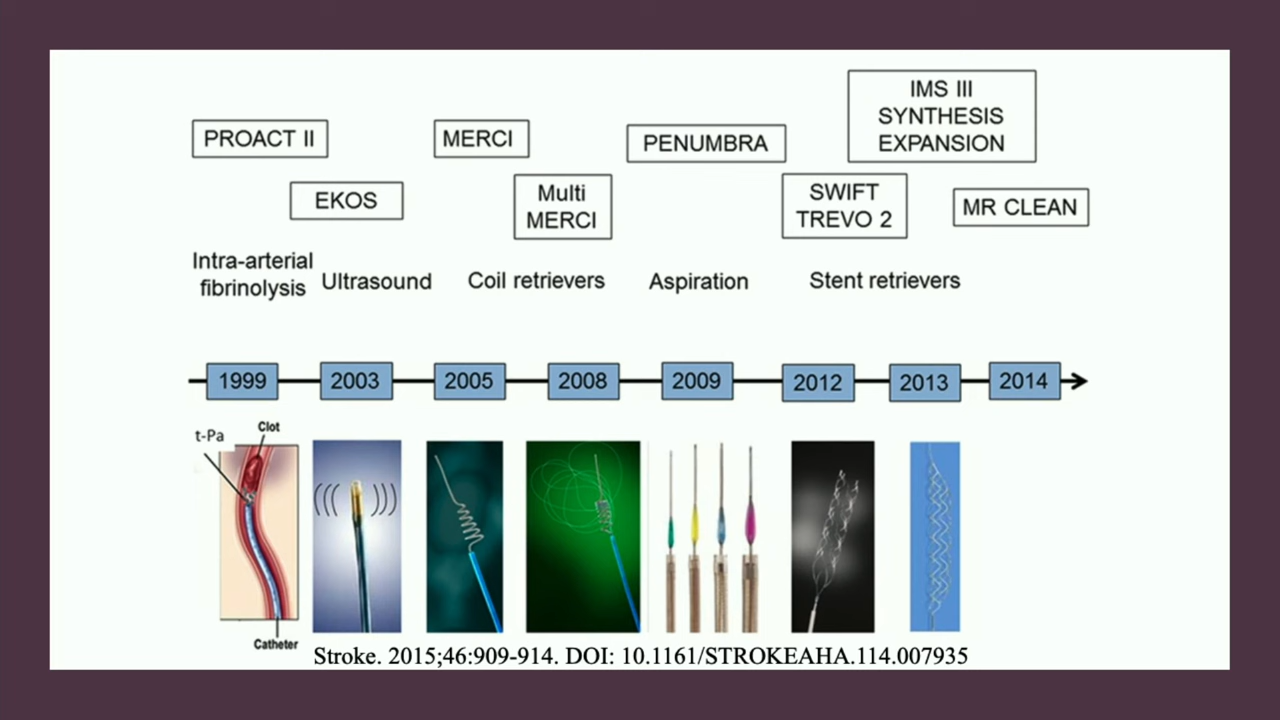 PROACT II
EKOS
MERCI
Multi
MERCI
PENUMBRA
SWIFT
TREVO 2
IMS III
SYNTHESIS
EXPANSION
MR CLEAN
Intra-arterial
fibrinolysis
Ultrasound
Coil retrievers
Aspiration
Stent retrievers
1999
2003
2005
2008
2009
2012
2013
2014
t-Pa
Clot
Catheter
Stroke. 2015;46:909-914. DOI: 10.1161/STROKEAHA.114.007935